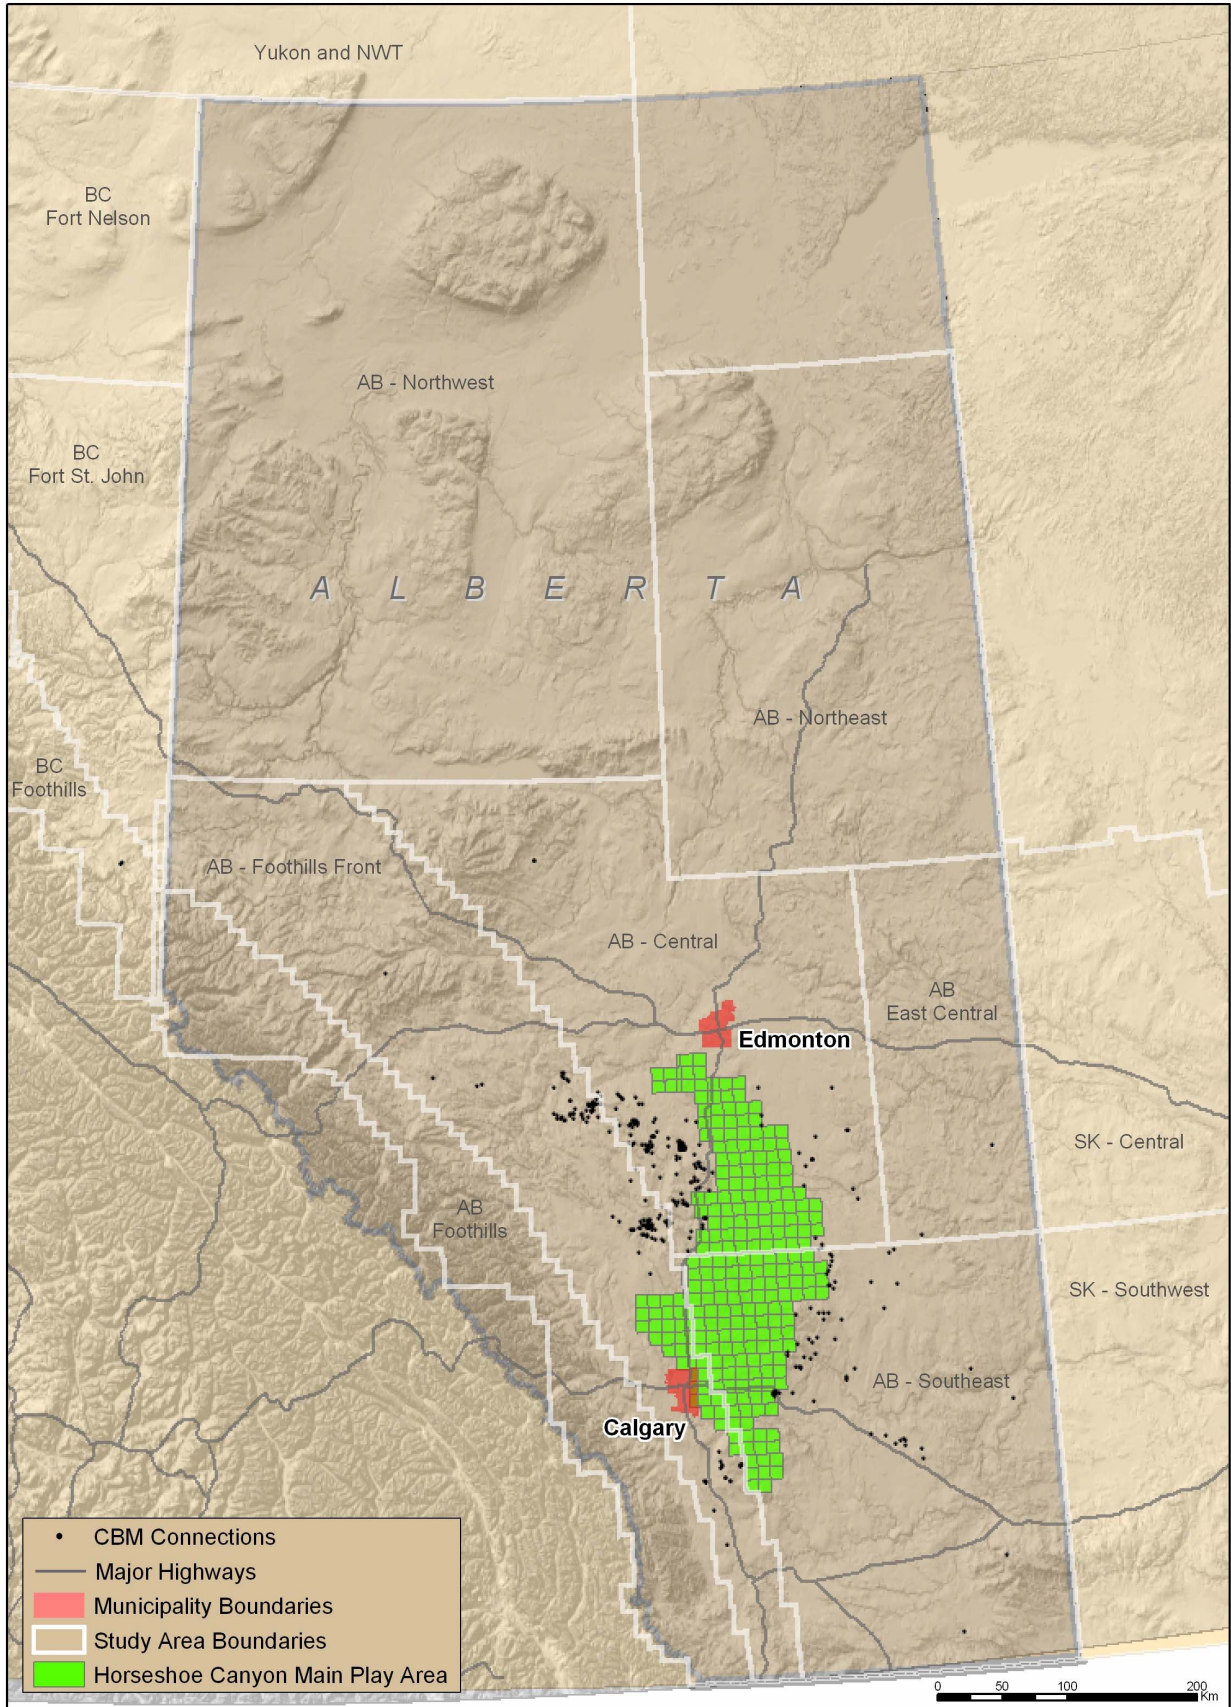 Yukon and NWT
BC
Fort Nelson
AB - Northwest
BC
Fort St. John
A L B E R T A
AB - Northeast
BC
Foothills
AB - Foothills Front
AB - Central
AB
East Central
Edmonton
SK - Central
AB
Foothills
SK - Southwest
AB - Southeast
Calgary
CBM Connections
Major Highways
Municipality Boundaries
Study Area Boundaries
Horseshoe Canyon Main Play Area
0 50 100 200
Km